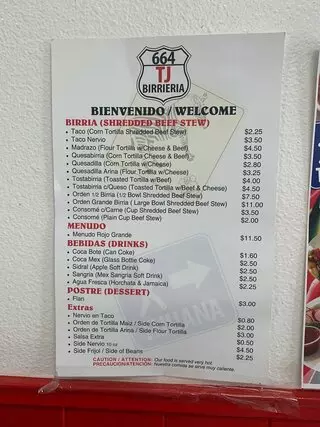 664
TJ
BIRRIERIA
BIENVENIDO / WELCOME
BIRRIA (SHREDDED BEEF STEW)
• Taco (Corn Tortilla Shredded Beef Stew) $2.25
• Taco Nervio $3.50
• Madrazo (Flour Tortilla w/Cheese & Beef) $4.50
• Quesabirria (Corn Tortilla Cheese & Beef) $3.50
• Quesadilla (Corn Tortilla w/Cheese) $2.80
• Quesadilla Arina (Flour Tortilla w/Cheese) $3.25
• Tostabirria (Toasted Tortilla w/Beef) $4.00
• Tostabirria c/Queso (Toasted Tortilla w/Beef & Cheese) $4.50
• Orden 1/2 Birria (1/2 Bowl Shredded Beef Stew) $7.50
• Orden Grande Birria ( Large Bowl Shredded Beef Stew) $11.00
• Consomé c/Carne (Cup Shredded Beef Stew) $3.50
• Consomé (Plain Cup Beef Stew) $2.00
MENUDO
• Menudo Rojo Grande $11.50
BEBIDAS (DRINKS)
• Coca Bote (Can Coke) $1.60
• Coca Mex (Glass Bottle Coke) $2.50
• Sidral (Apple Soft Drink) $2.50
• Sangria (Mex Sangria Soft Drink) $2.50
• Agua Fresca (Horchata & Jamaica) $2.25
POSTRE (DESSERT)
• Flan $3.00
Extras
• Nervio en Taco $0.80
• Orden de Tortilla Maiz / Side Corn Tortilla $2.00
• Orden de Tortilla Arina / Side Flour Tortilla $3.00
• Salsa Extra $0.50
• Side Nervio 10 oz $4.50
• Side Frijol / Side of Beans $2.25
CAUTION / ATTENTION: Our food is served very hot.
PRECAUCIÓN/ATENCIÓN: Nuestra comida se sirve muy caliente.